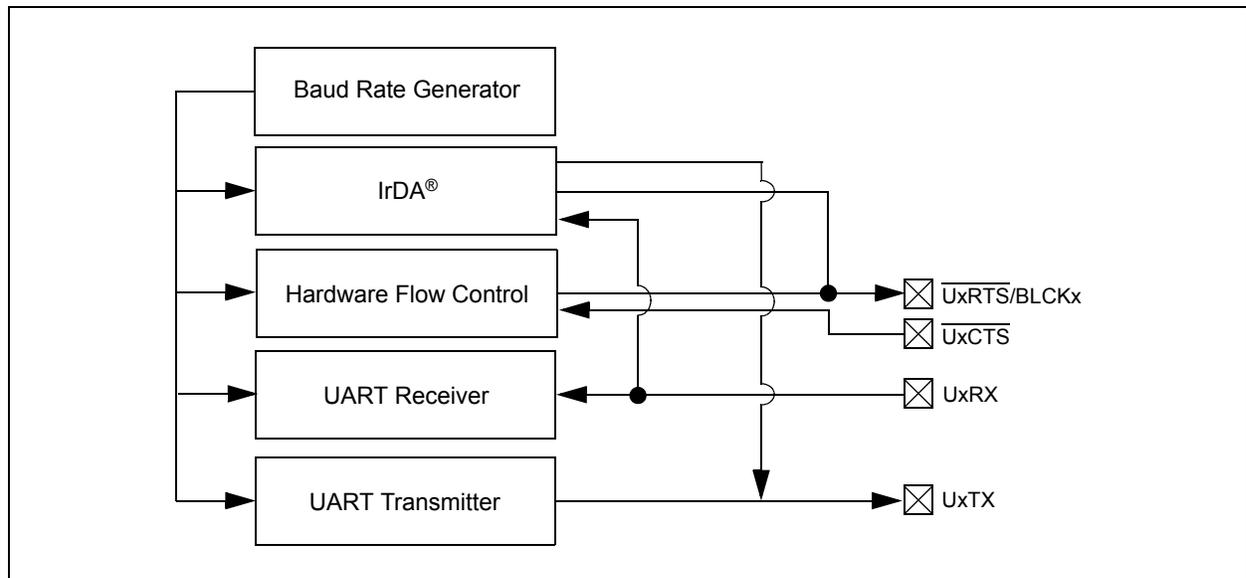 Baud Rate Generator
IrDA®
Hardware Flow Control
UxRTS/BLCKx
UxCTS
UART Receiver
UxRX
UART Transmitter
UxTX